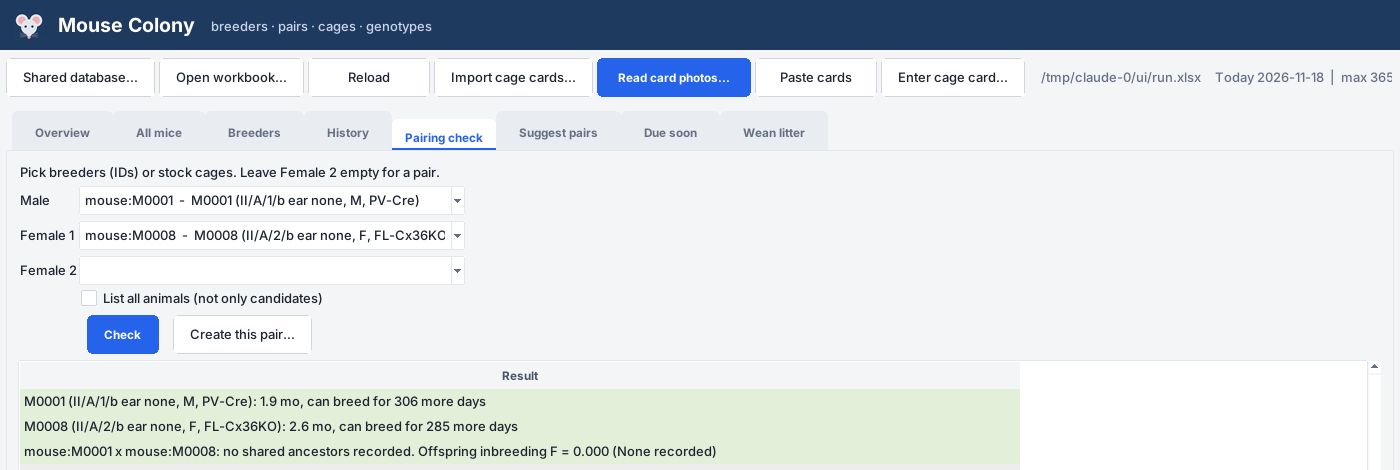 Mouse Colony breeders · pairs · cages · genotypes
Shared database... Open workbook... Reload Import cage cards... Read card photos... Paste cards Enter cage card... /tmp/claude-0/ui/run.xlsx Today 2026-11-18 | max 365
Overview All mice Breeders History Pairing check Suggest pairs Due soon Wean litter
Pick breeders (IDs) or stock cages. Leave Female 2 empty for a pair.
Male mouse:M0001 - M0001 (II/A/1/b ear none, M, PV-Cre)
Female 1 mouse:M0008 - M0008 (II/A/2/b ear none, F, FL-Cx36KO
Female 2
List all animals (not only candidates)
Check Create this pair...
Result
M0001 (II/A/1/b ear none, M, PV-Cre): 1.9 mo, can breed for 306 more days
M0008 (II/A/2/b ear none, F, FL-Cx36KO): 2.6 mo, can breed for 285 more days
mouse:M0001 x mouse:M0008: no shared ancestors recorded. Offspring inbreeding F = 0.000 (None recorded)